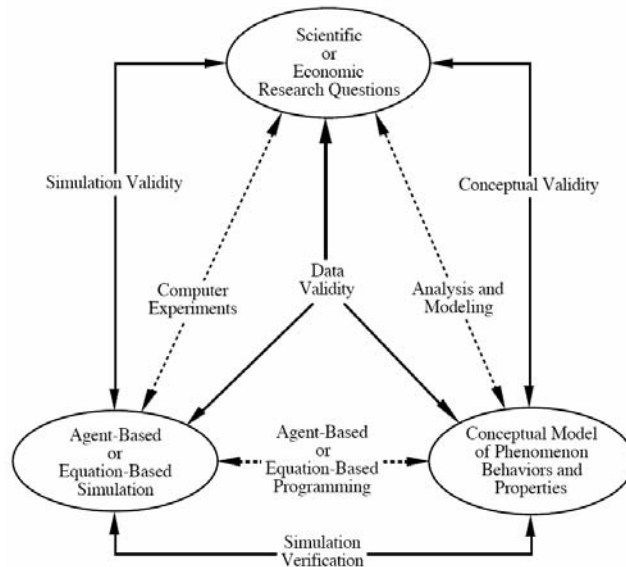 Scientific
or
Economic
Research Questions
Simulation Validity
Conceptual Validity
Computer
Experiments
Data
Validity
Analysis and
Modeling
Agent-Based
or
Equation-Based
Simulation
Agent-Based
or
Equation-Based
Programming
Conceptual Model
of Phenomenon
Behaviors and
Properties
Simulation
Verification